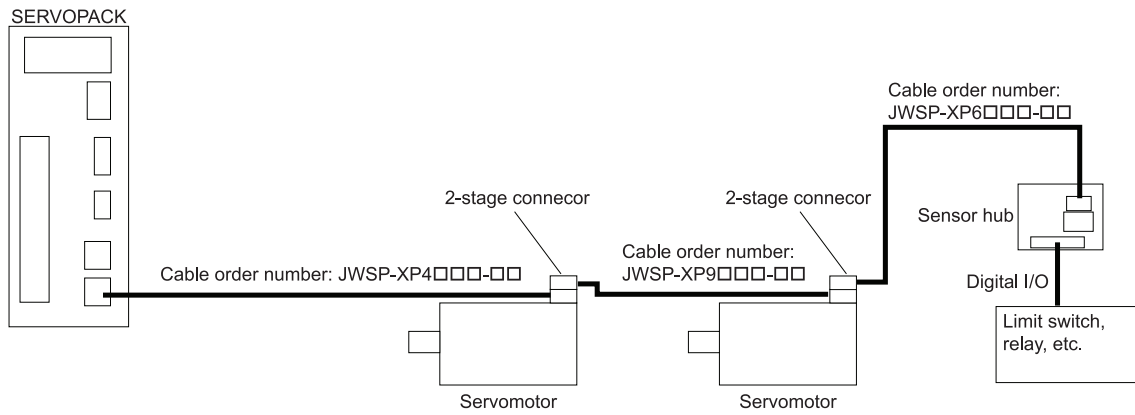 SERVOPACK
Cable order number:
JWSP-XP6□□□-□□
2-stage connecor
2-stage connecor
Sensor hub
Cable order number: JWSP-XP4□□□-□□
Cable order number:
JWSP-XP9□□□-□□
Digital I/O
Limit switch,
relay, etc.
Servomotor
Servomotor